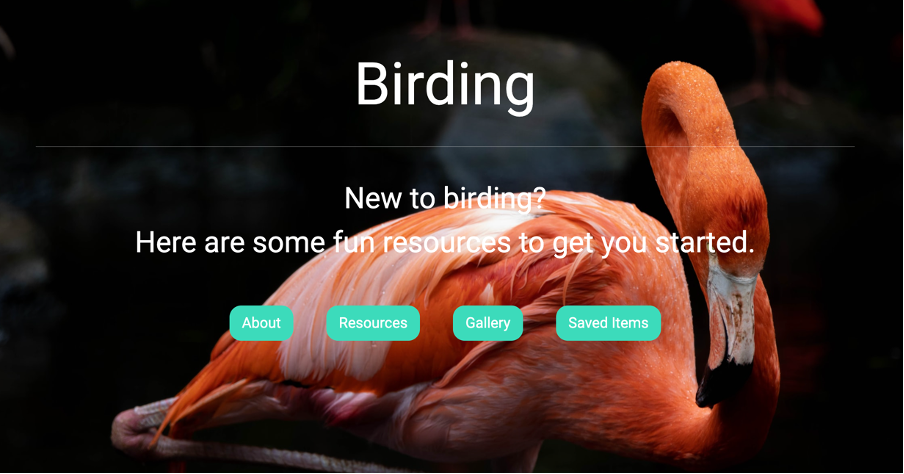 Birding
New to birding?
Here are some fun resources to get you started.
About
Resources
Gallery
Saved Items